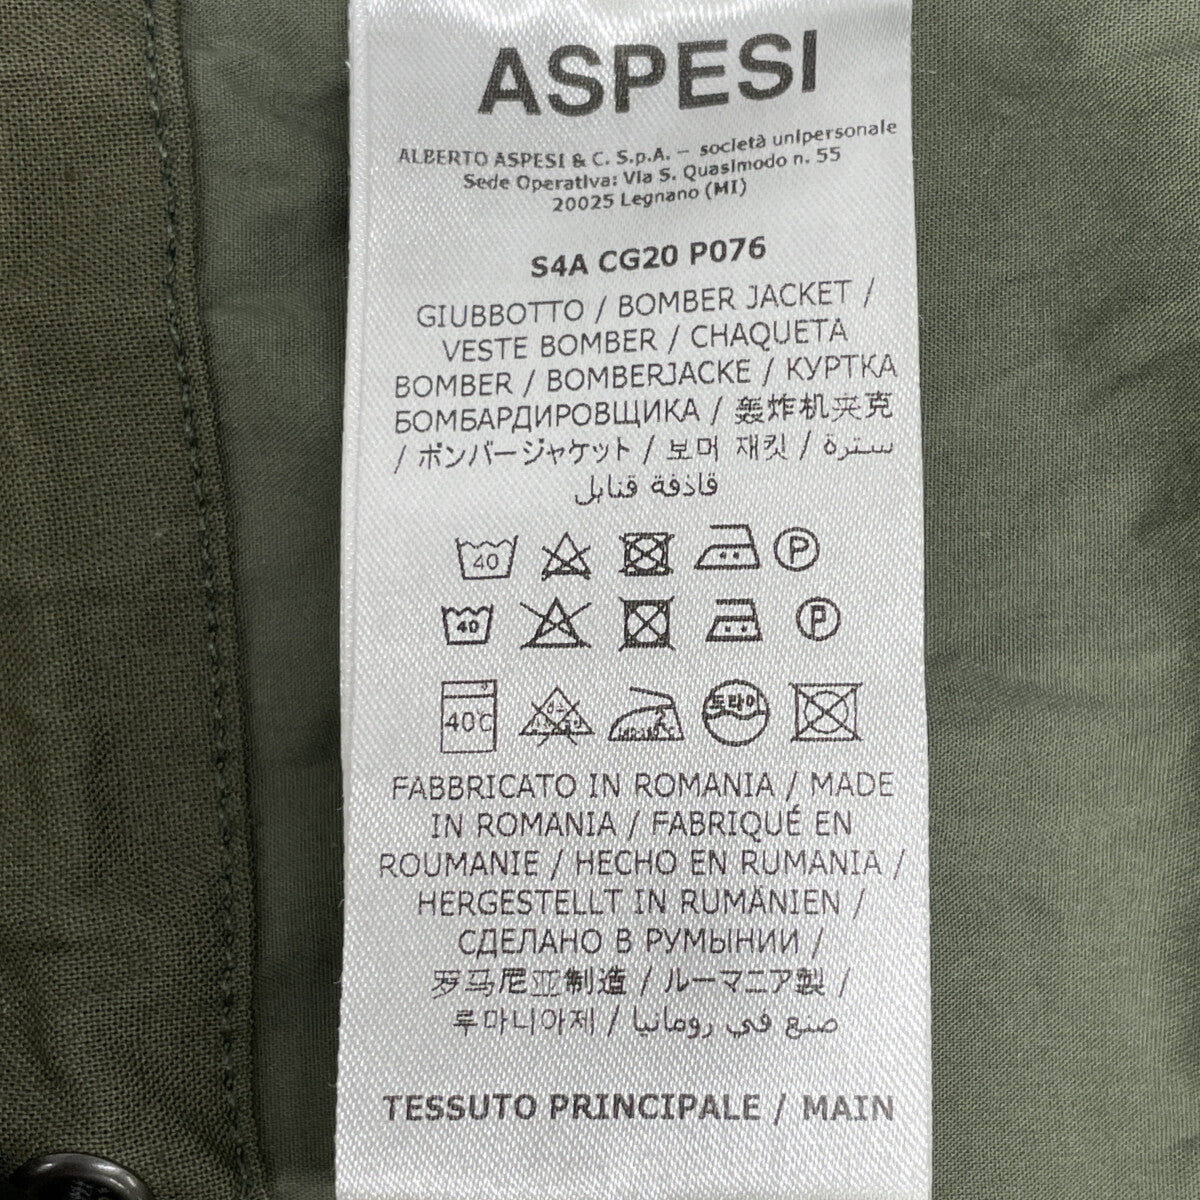 ASPESI
ALBERTO ASPESI & C. S.p.A. – società unipersonale
Sede Operativa: Via S. Quasimodo n. 55
20025 Legnano (MI)
S4A CG20 P076
GIUBBOTTO / BOMBER JACKET /
VESTE BOMBER / CHAQUETA
BOMBER / BOMBERJACKE / КУРТКА
БОМБАРДИРОВЩИКА / 轰炸机夹克
/ ボンバージャケット / 보머 재킷 / سترة
قاذفة قنابل
40 P
40 P
40C 드라이
FABBRICATO IN ROMANIA / MADE
IN ROMANIA / FABRIQUÉ EN
ROUMANIE / HECHO EN RUMANIA /
HERGESTELLT IN RUMÄNIEN /
СДЕЛАНО В РУМЫНИИ /
罗马尼亚制造 / ルーマニア製 /
루마니아제 / صنع في رومانيا
TESSUTO PRINCIPALE / MAIN